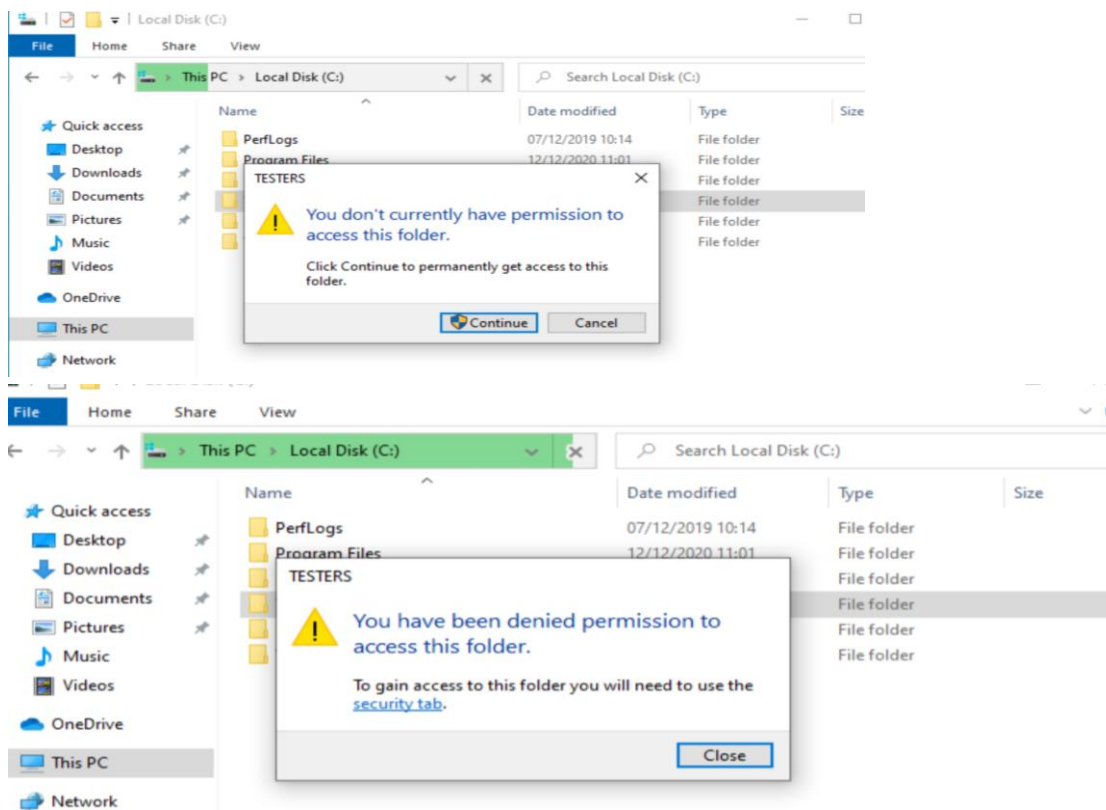 Local Disk (C:)
File Home Share View
This PC > Local Disk (C:) Search Local Disk (C:)
Name Date modified Type Size
Quick access
Desktop
Downloads
Documents
Pictures
Music
Videos
OneDrive
This PC
Network
PerfLogs 07/12/2019 10:14 File folder
Program Files 12/12/2020 11:01 File folder
File folder
File folder
File folder
File folder
TESTERS
You don't currently have permission to
access this folder.
Click Continue to permanently get access to this
folder.
Continue Cancel
File Home Share View
This PC > Local Disk (C:) Search Local Disk (C:)
Name Date modified Type Size
Quick access
Desktop
Downloads
Documents
Pictures
Music
Videos
OneDrive
This PC
Network
PerfLogs 07/12/2019 10:14 File folder
Program Files 12/12/2020 11:01 File folder
File folder
File folder
File folder
File folder
TESTERS
You have been denied permission to
access this folder.
To gain access to this folder you will need to use the
security tab.
Close